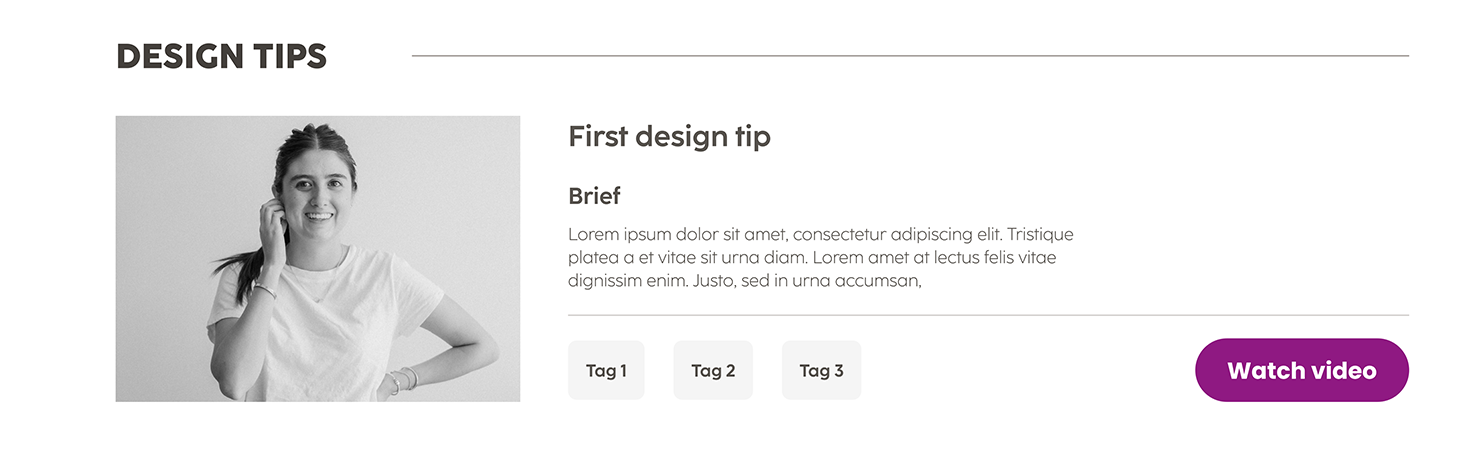 DESIGN TIPS
First design tip
Brief
Lorem ipsum dolor sit amet, consectetur adipiscing elit. Tristique
platea a et vitae sit urna diam. Lorem amet at lectus felis vitae
dignissim enim. Justo, sed in urna accumsan,
Tag 1
Tag 2
Tag 3
Watch video